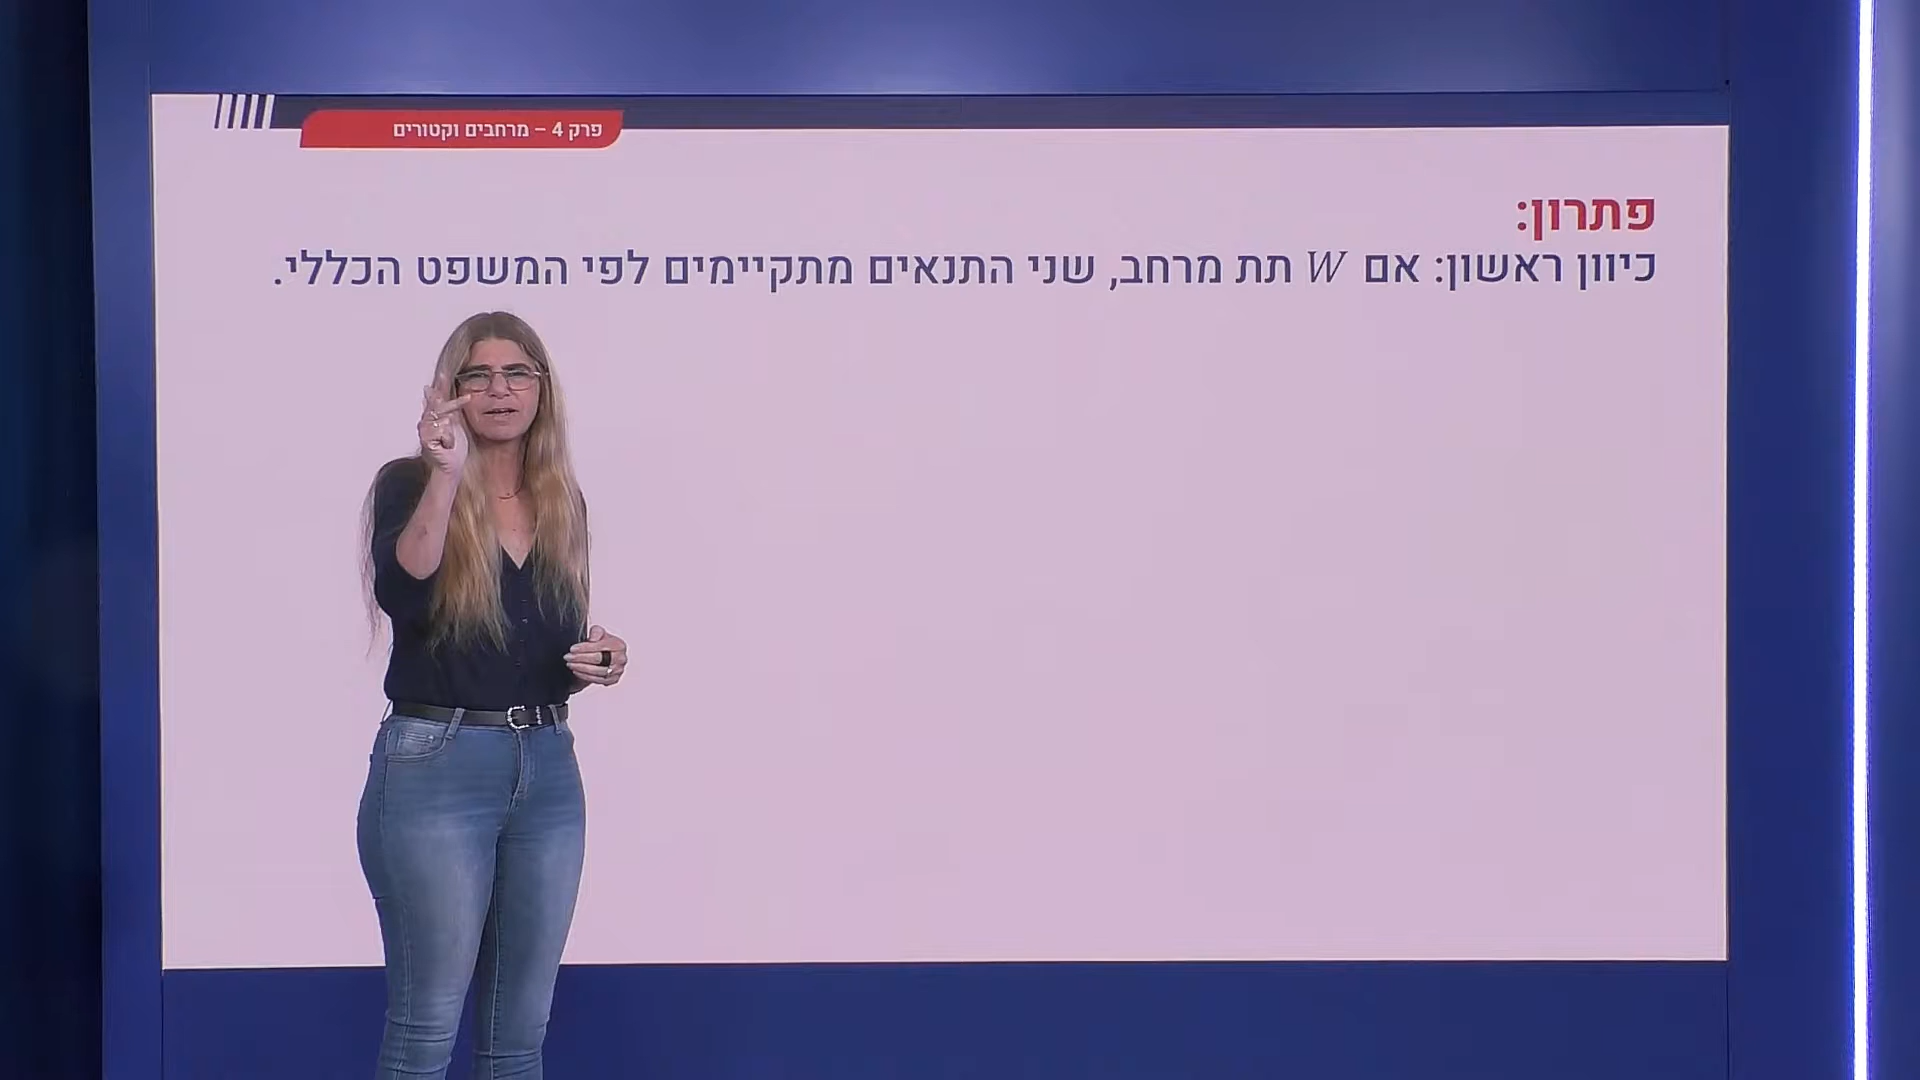 פרק 4 – מרחבים וקטורים
פתרון:
כיוון ראשון: אם W תת מרחב, שני התנאים מתקיימים לפי המשפט הכללי.